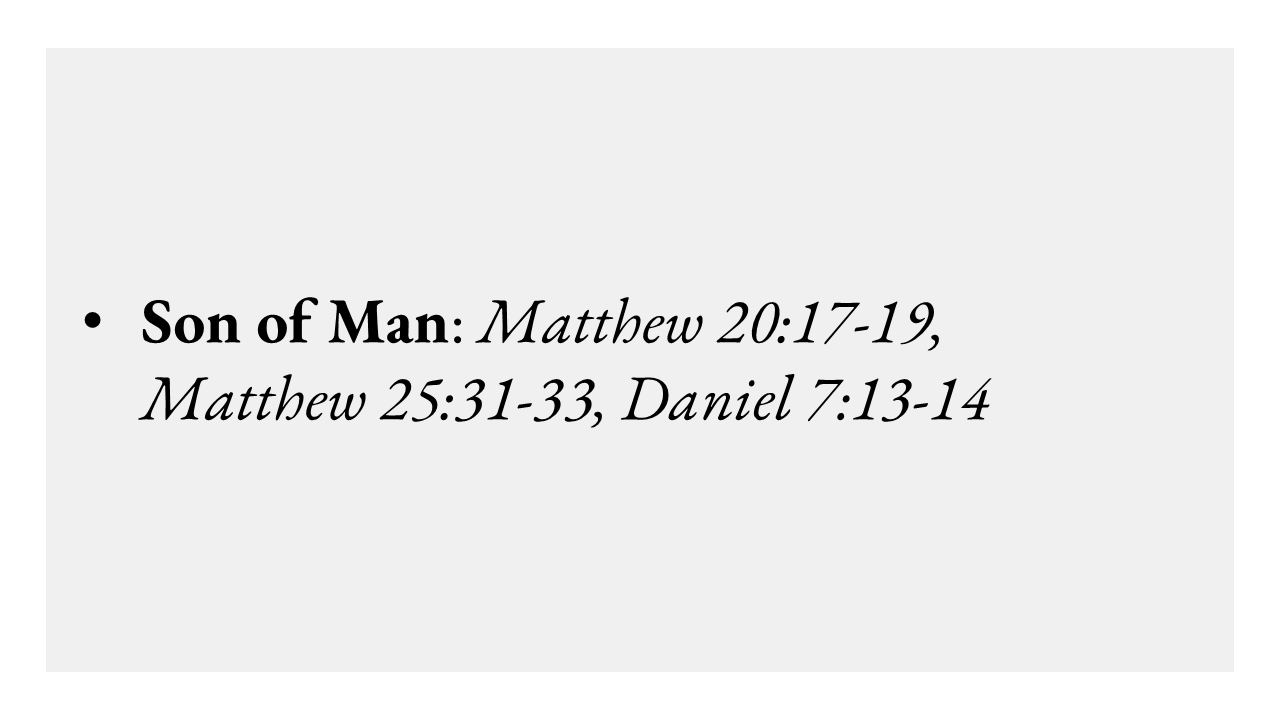 • Son of Man: Matthew 20:17-19,
Matthew 25:31-33, Daniel 7:13-14